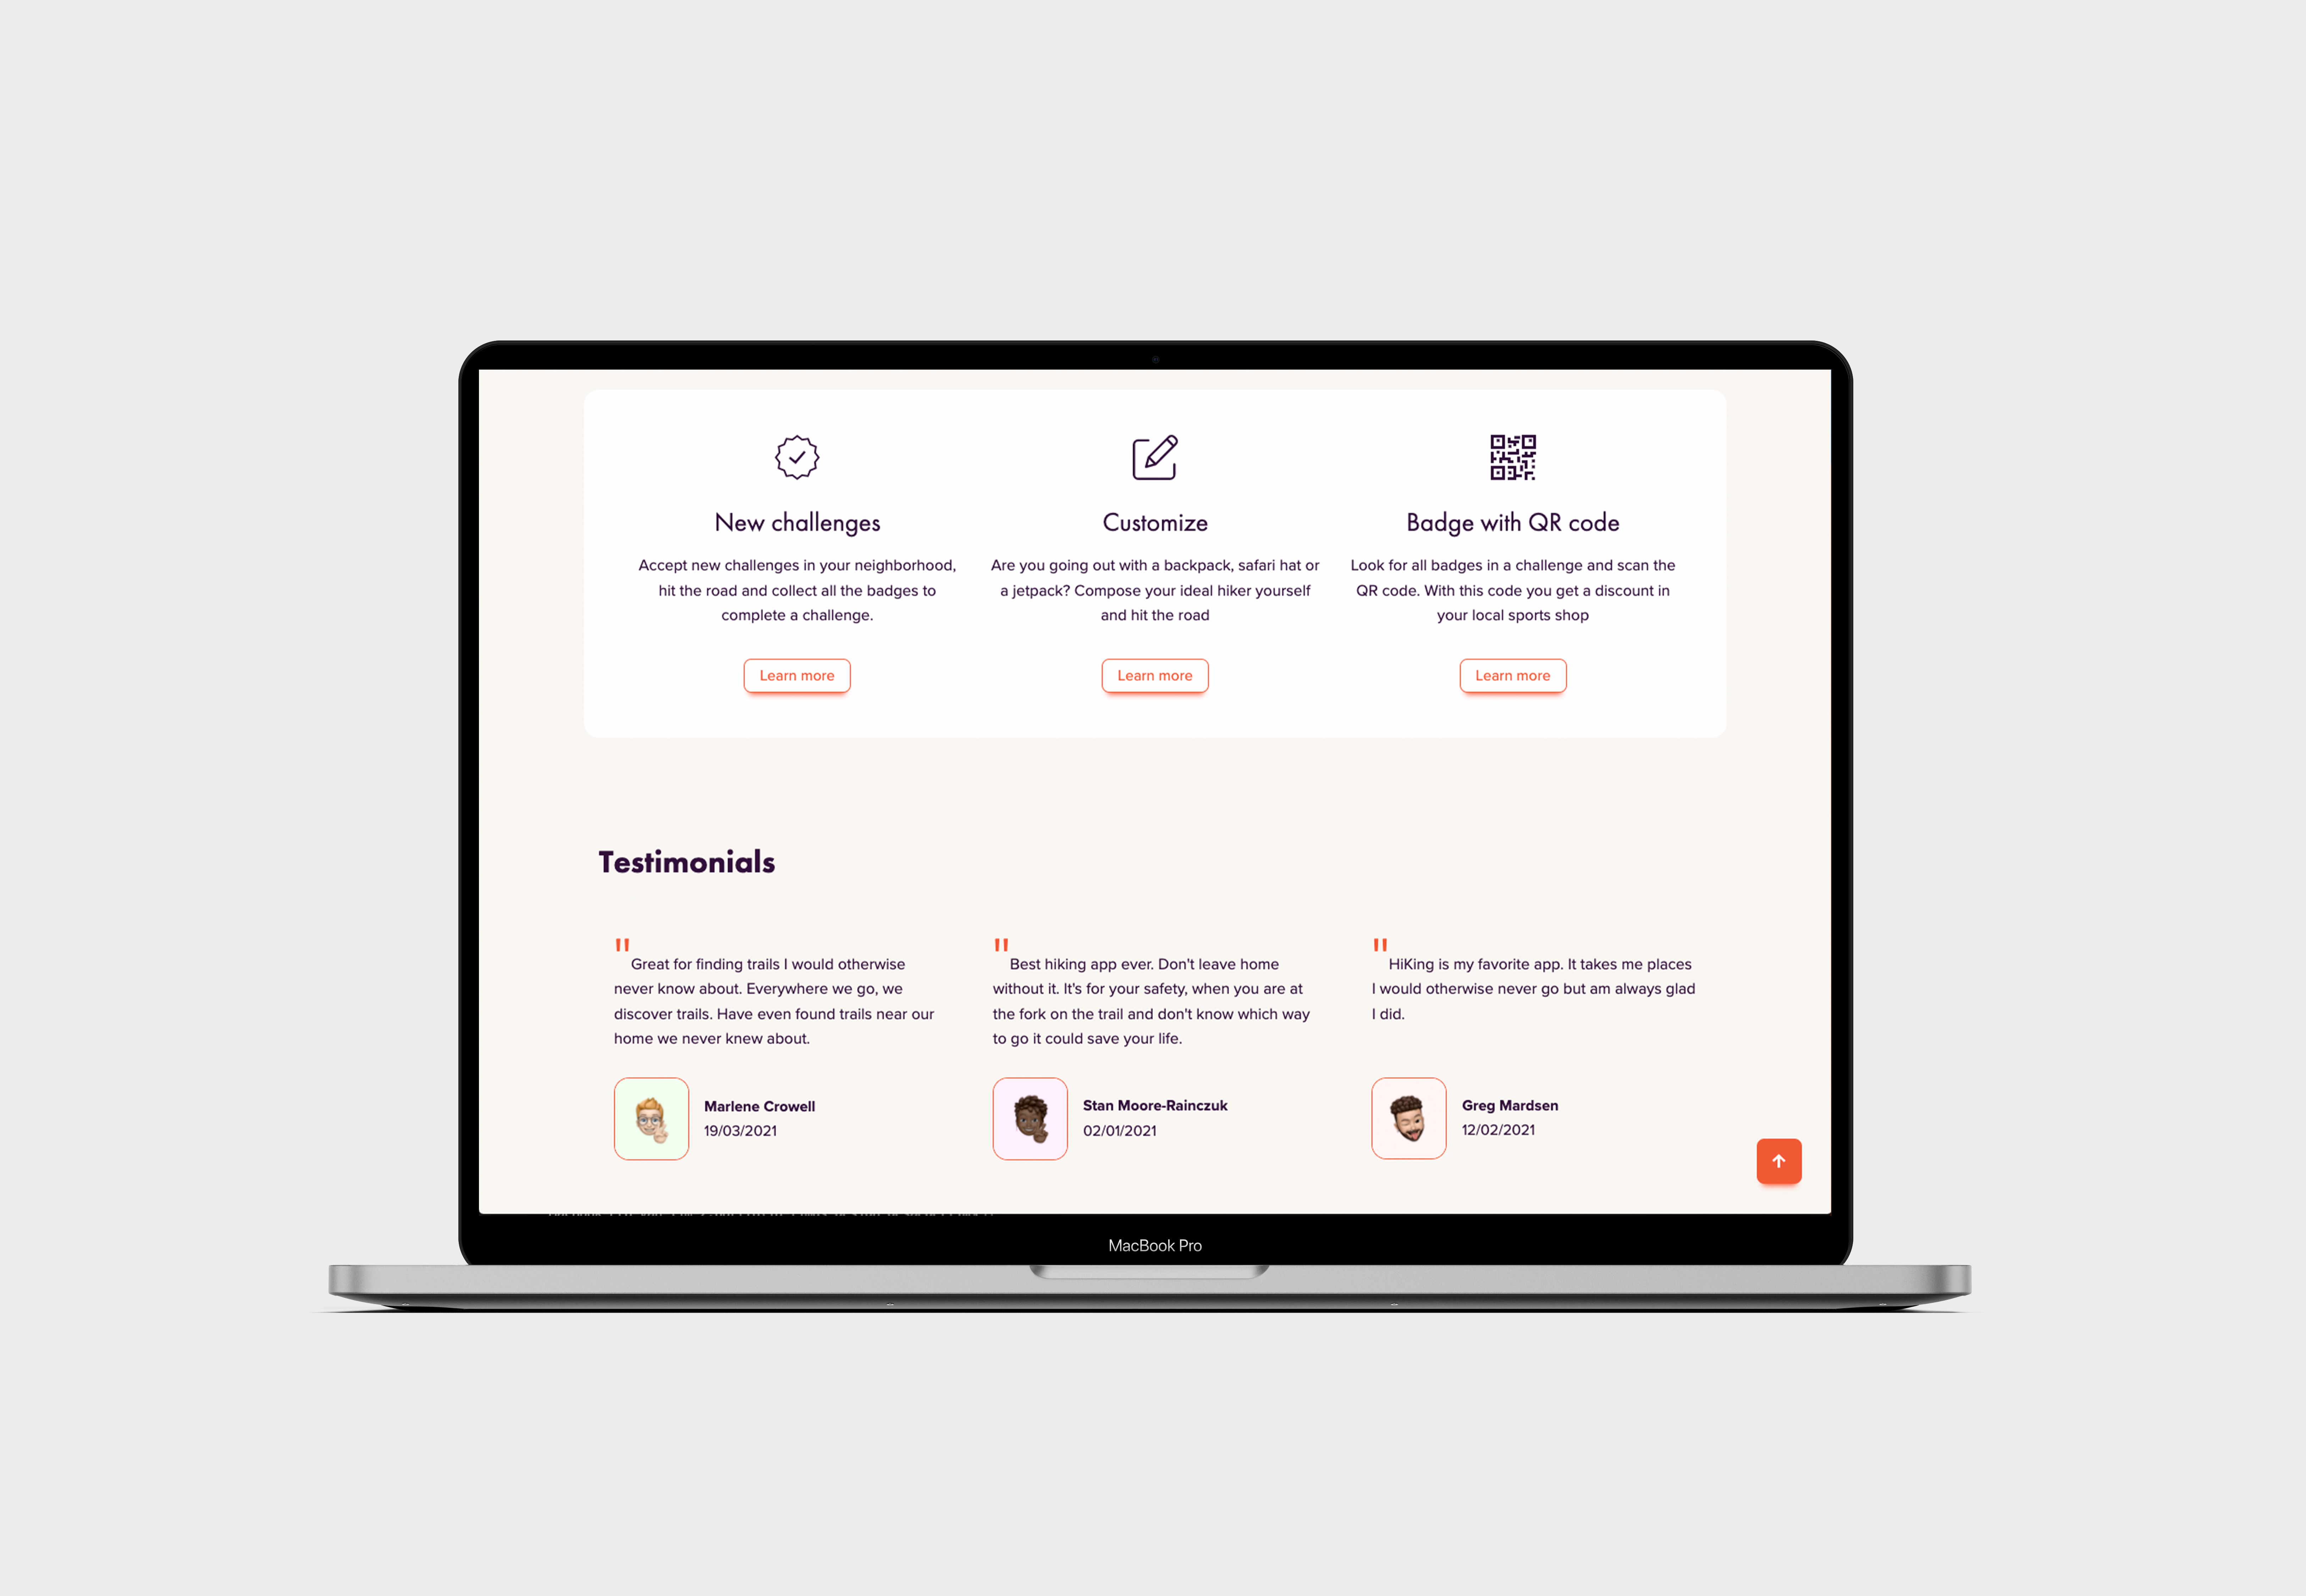 New challenges
Accept new challenges in your neighborhood,
hit the road and collect all the badges to
complete a challenge.
Learn more
Customize
Are you going out with a backpack, safari hat or
a jetpack? Compose your ideal hiker yourself
and hit the road
Learn more
Badge with QR code
Look for all badges in a challenge and scan the
QR code. With this code you get a discount in
your local sports shop
Learn more
Testimonials
"Great for finding trails I would otherwise
never know about. Everywhere we go, we
discover trails. Have even found trails near our
home we never knew about.
Marlene Crowell
19/03/2021
"Best hiking app ever. Don't leave home
without it. It's for your safety, when you are at
the fork on the trail and don't know which way
to go it could save your life.
Stan Moore-Rainczuk
02/01/2021
"HiKing is my favorite app. It takes me places
I would otherwise never go but am always glad
I did.
Greg Mardsen
12/02/2021
MacBook Pro